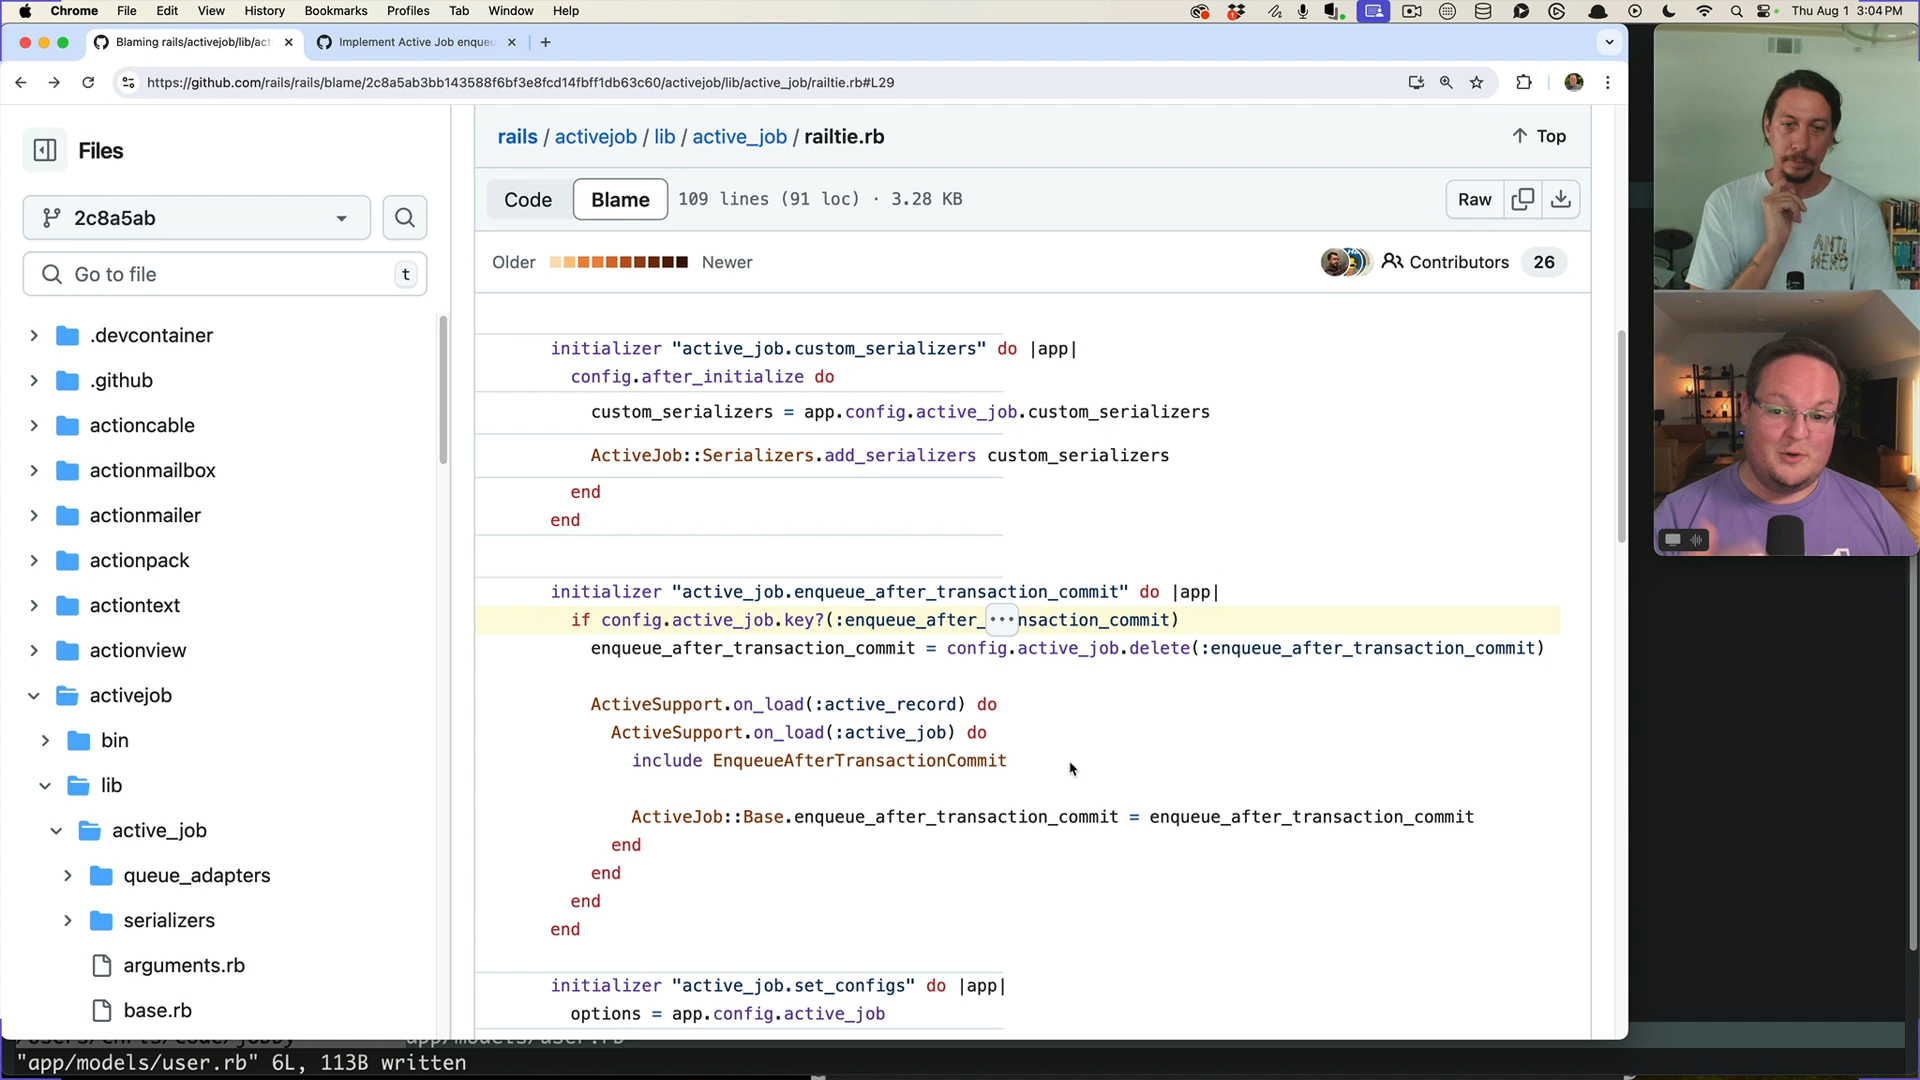 Chrome File Edit View History Bookmarks Profiles Tab Window Help
Thu Aug 1 3:04 PM
Blaming rails/activejob/lib/act
Implement Active Job enqueu
https://github.com/rails/rails/blame/2c8a5ab3bb143588f6bf3e8fcd14fbff1db63c60/activejob/lib/active_job/railtie.rb#L29
Files
2c8a5ab
Go to file
t
.devcontainer
.github
actioncable
actionmailbox
actionmailer
actionpack
actiontext
actionview
activejob
bin
lib
active_job
queue_adapters
serializers
arguments.rb
base.rb
rails / activejob / lib / active_job / railtie.rb
Top
Code
Blame
109 lines (91 loc) · 3.28 KB
Raw
Older
Newer
Contributors 26
initializer "active_job.custom_serializers" do |app|
config.after_initialize do
custom_serializers = app.config.active_job.custom_serializers
ActiveJob::Serializers.add_serializers custom_serializers
end
end
initializer "active_job.enqueue_after_transaction_commit" do |app|
if config.active_job.key?(:enqueue_after_ nsaction_commit)
enqueue_after_transaction_commit = config.active_job.delete(:enqueue_after_transaction_commit)
ActiveSupport.on_load(:active_record) do
ActiveSupport.on_load(:active_job) do
include EnqueueAfterTransactionCommit
ActiveJob::Base.enqueue_after_transaction_commit = enqueue_after_transaction_commit
end
end
end
end
initializer "active_job.set_configs" do |app|
options = app.config.active_job
"app/models/user.rb" 6L, 113B written
ANTI
HERO